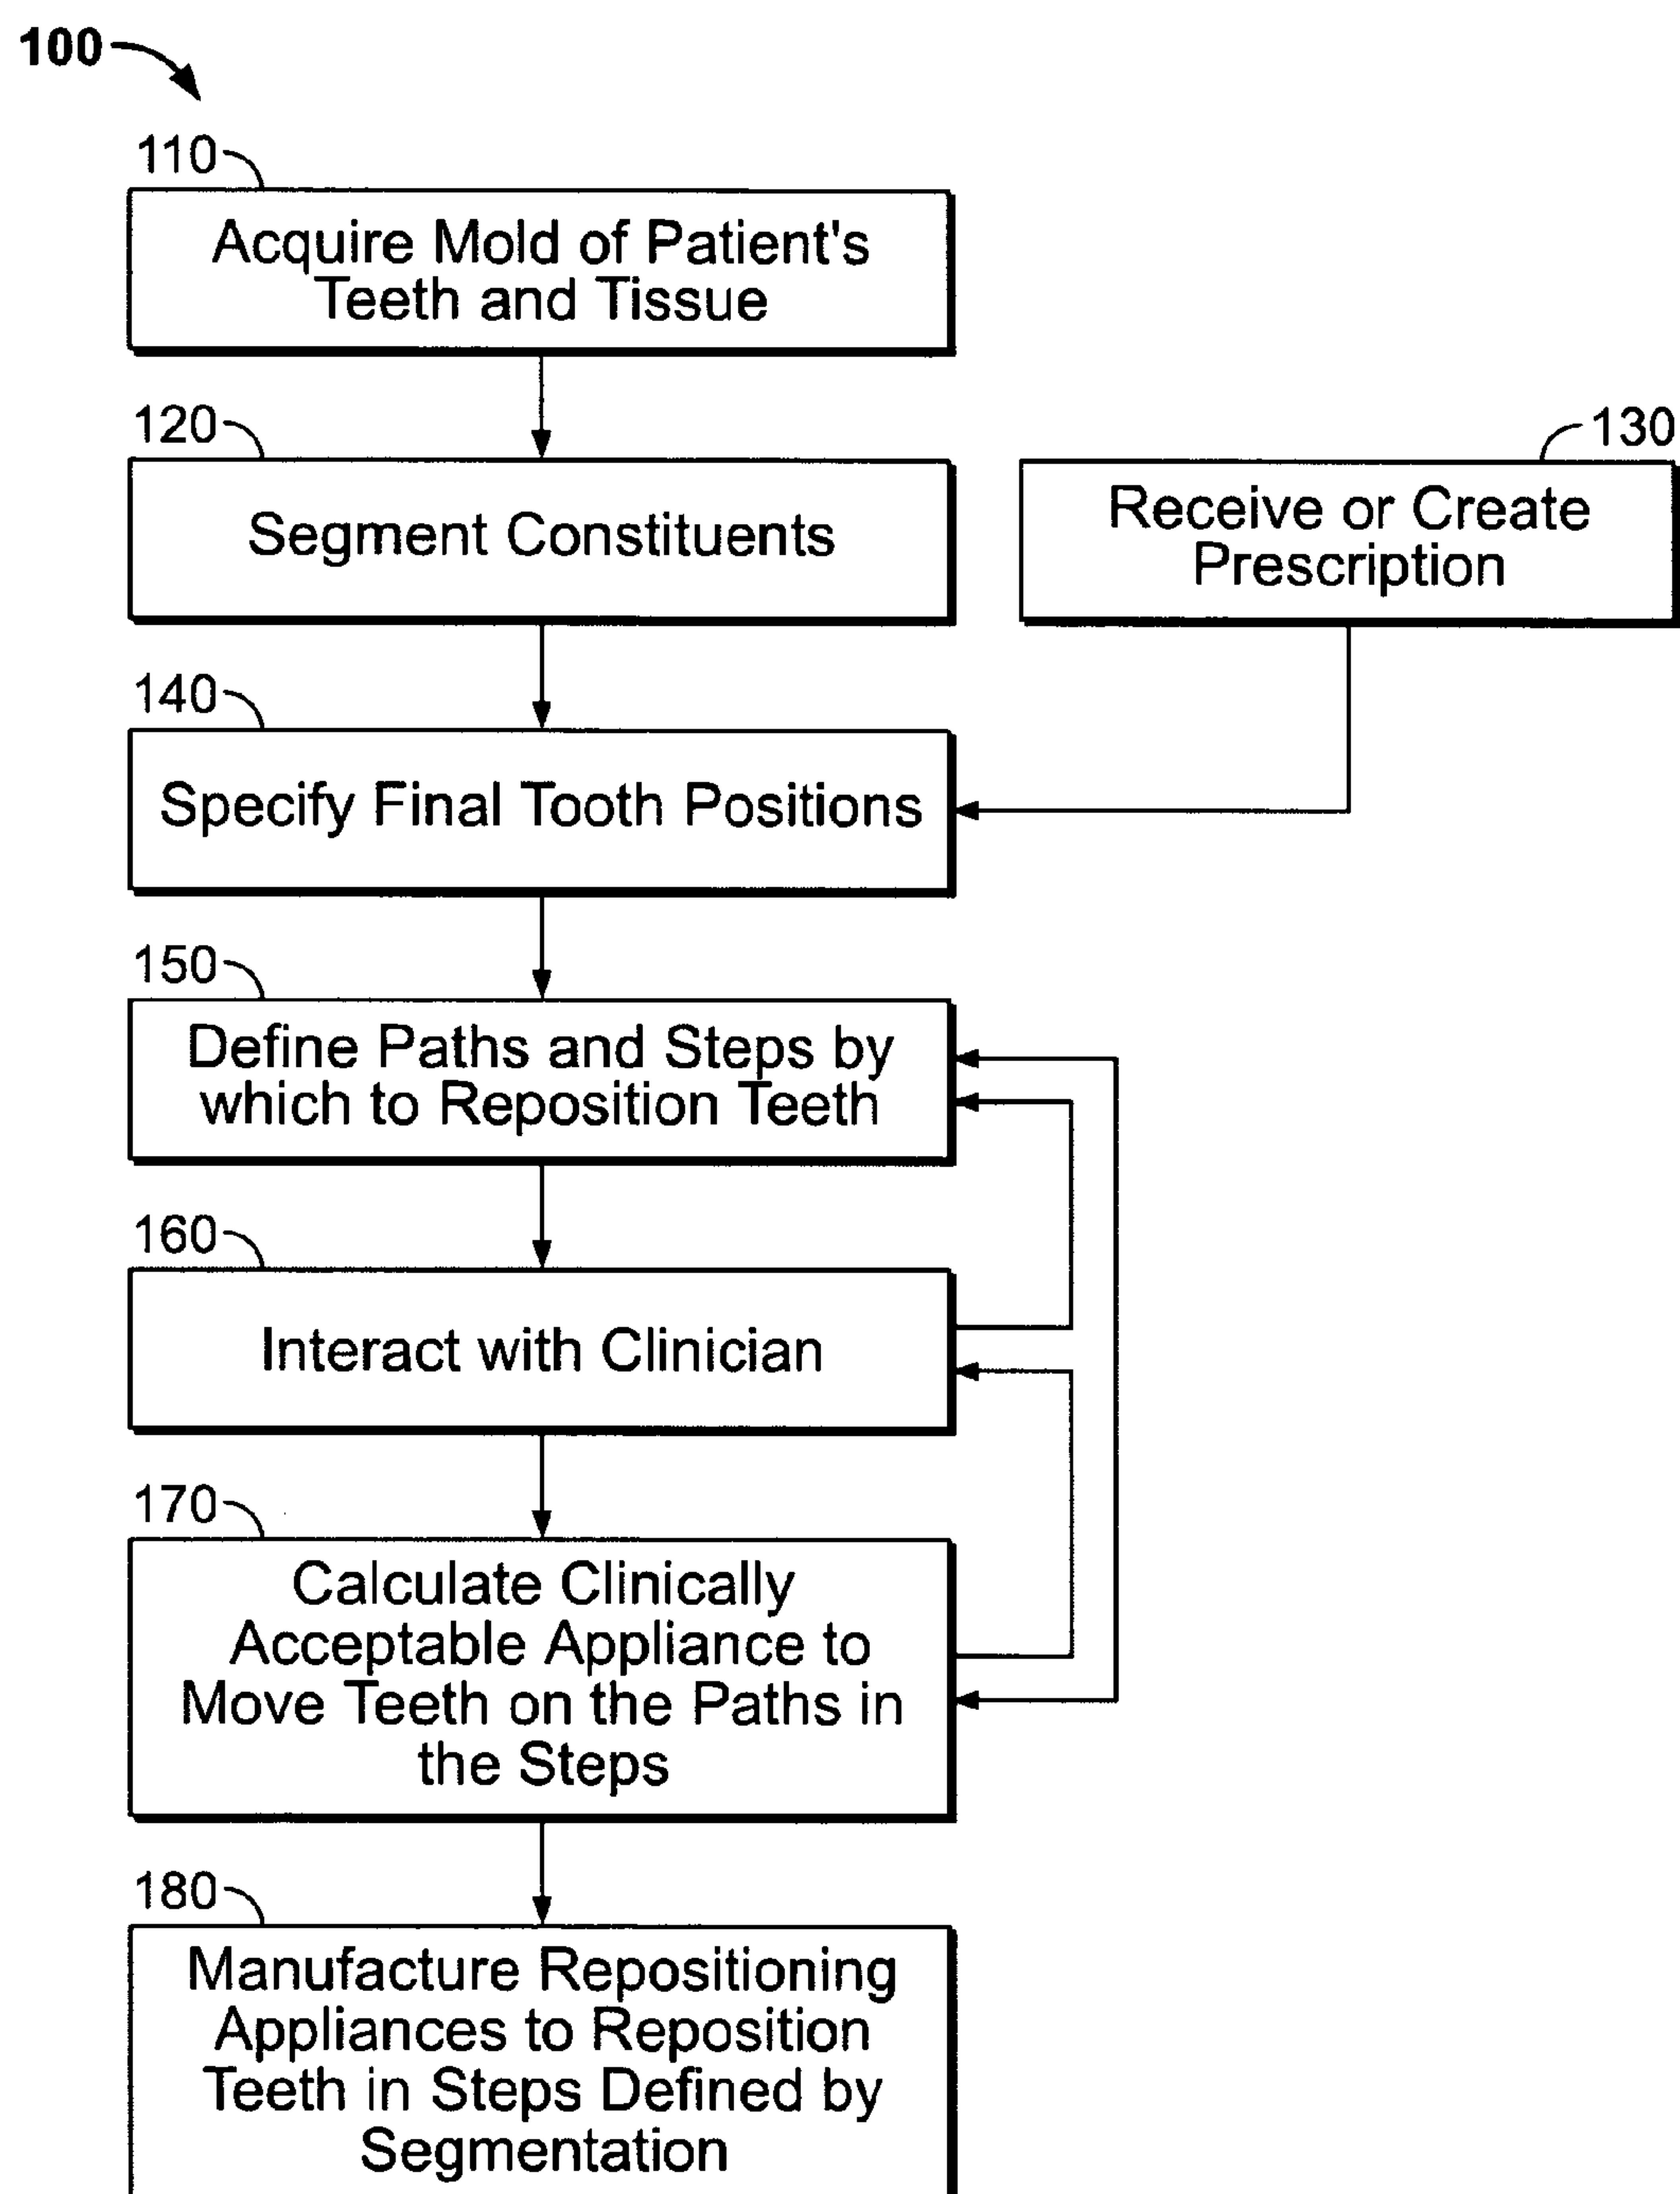 100
110
Acquire Mold of Patient's
Teeth and Tissue
120
Segment Constituents
130
Receive or Create
Prescription
140
Specify Final Tooth Positions
150
Define Paths and Steps by
which to Reposition Teeth
160
Interact with Clinician
170
Calculate Clinically
Acceptable Appliance to
Move Teeth on the Paths in
the Steps
180
Manufacture Repositioning
Appliances to Reposition
Teeth in Steps Defined by
Segmentation